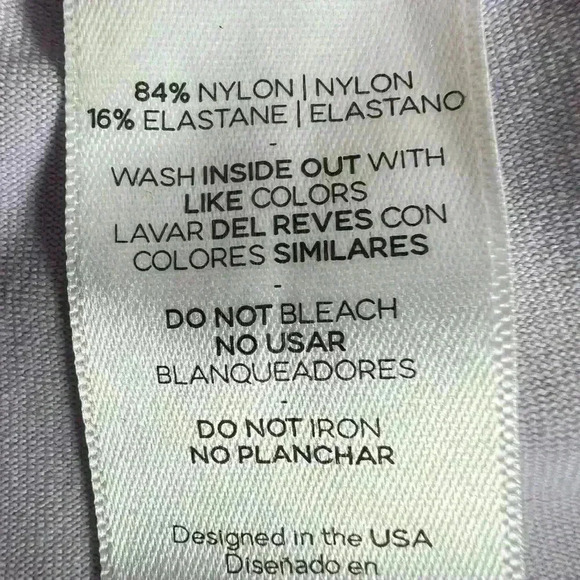 84% NYLON | NYLON
16% ELASTANE | ELASTANO
-
WASH INSIDE OUT WITH
LIKE COLORS
LAVAR DEL REVES CON
COLORES SIMILARES
-
DO NOT BLEACH
NO USAR
BLANQUEADORES
-
DO NOT IRON
NO PLANCHAR
Designed in the USA
Diseñado en